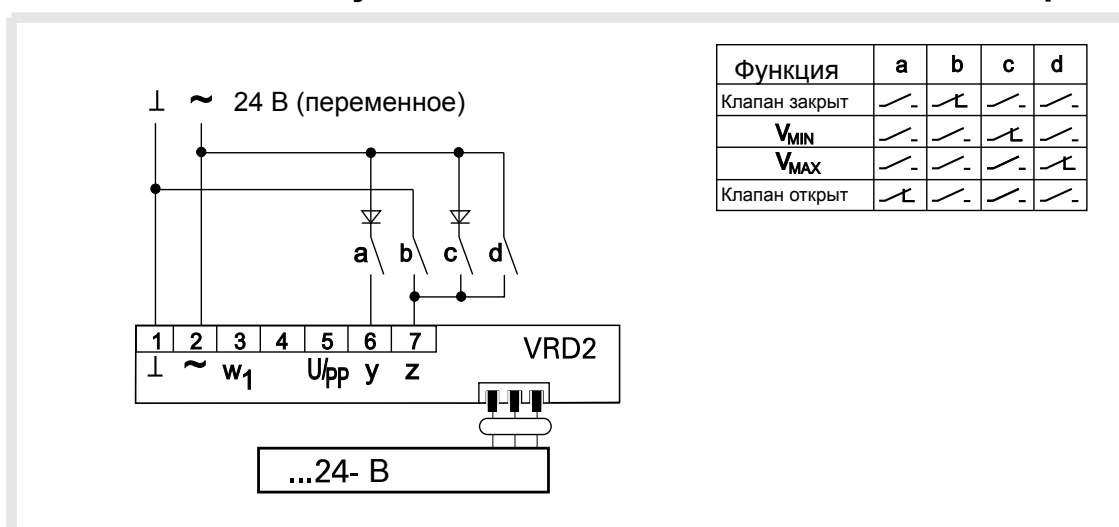 Функция a b c d
Клапан закрыт
VMIN
VMAX
Клапан открыт
⊥ ~ 24 В (переменное)
a b c d
1 2 3 4 5 6 7
⊥ ~ w1 U/pp y z
VRD2
...24- В